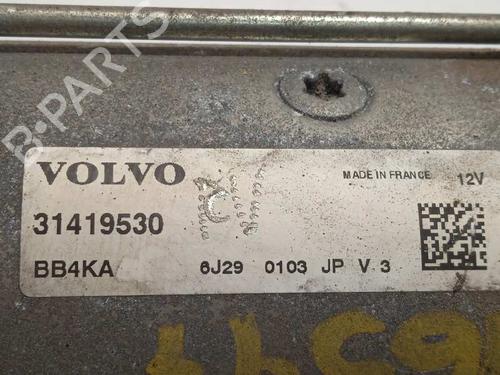 B-PARTS
VOLVO
MADE IN FRANCE 12V
31419530
BB4KA 6J29 0103 JP V 3